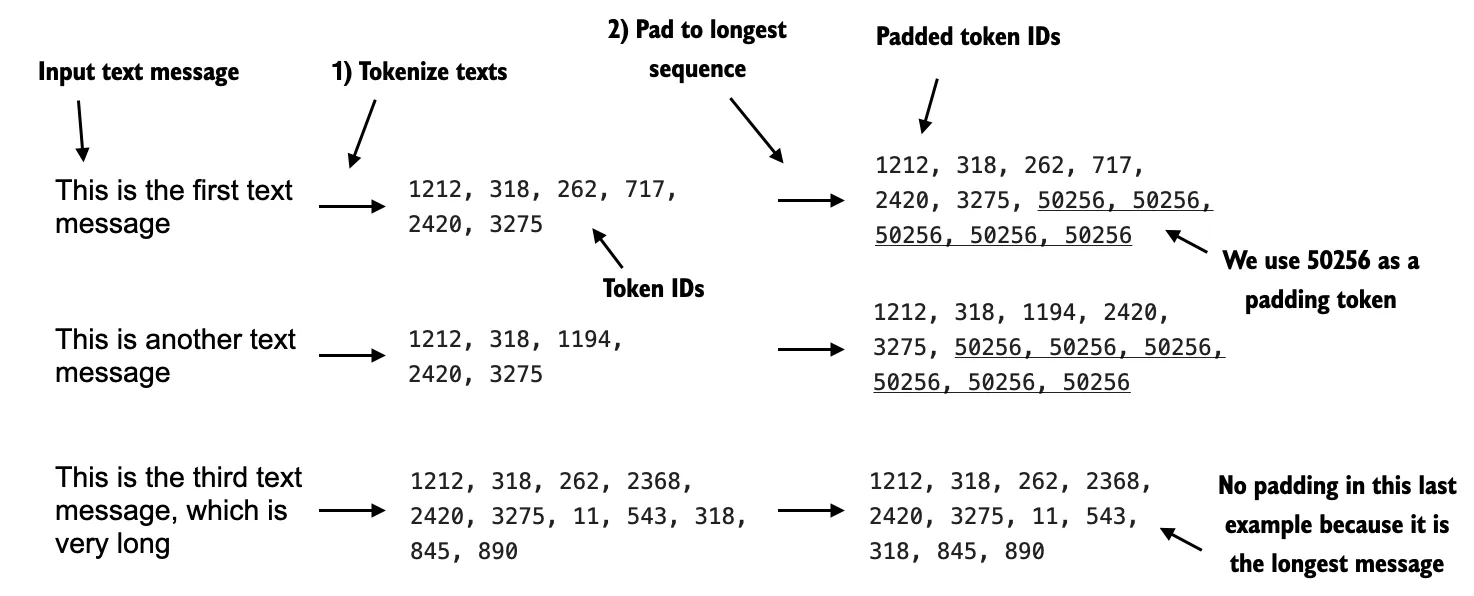 Input text message
1) Tokenize texts
2) Pad to longest
sequence
Padded token IDs
This is the first text
message
1212, 318, 262, 717,
2420, 3275
Token IDs
1212, 318, 262, 717,
2420, 3275, 50256, 50256,
50256, 50256, 50256
We use 50256 as a
padding token
This is another text
message
1212, 318, 1194,
2420, 3275
1212, 318, 1194, 2420,
3275, 50256, 50256, 50256,
50256, 50256, 50256
This is the third text
message, which is
very long
1212, 318, 262, 2368,
2420, 3275, 11, 543, 318,
845, 890
1212, 318, 262, 2368,
2420, 3275, 11, 543,
318, 845, 890
No padding in this last
example because it is
the longest message